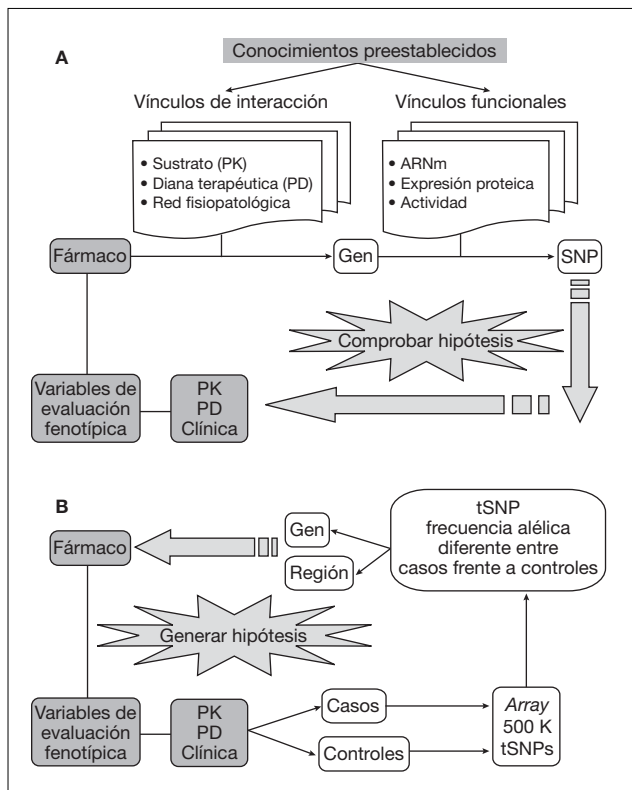 A
Conocimientos preestablecidos
Vínculos de interacción
Vínculos funcionales
• Sustrato (PK)
• Diana terapéutica (PD)
• Red fisiopatológica
• ARNm
• Expresión proteica
• Actividad
Fármaco
Gen
SNP
Comprobar hipótesis
Variables de
evaluación
fenotípica
PK
PD
Clínica
B
Fármaco
Gen
Región
tSNP
frecuencia alélica
diferente entre
casos frente a controles
Generar hipótesis
Variables de
evaluación
fenotípica
PK
PD
Clínica
Casos
Controles
Array
500 K
tSNPs